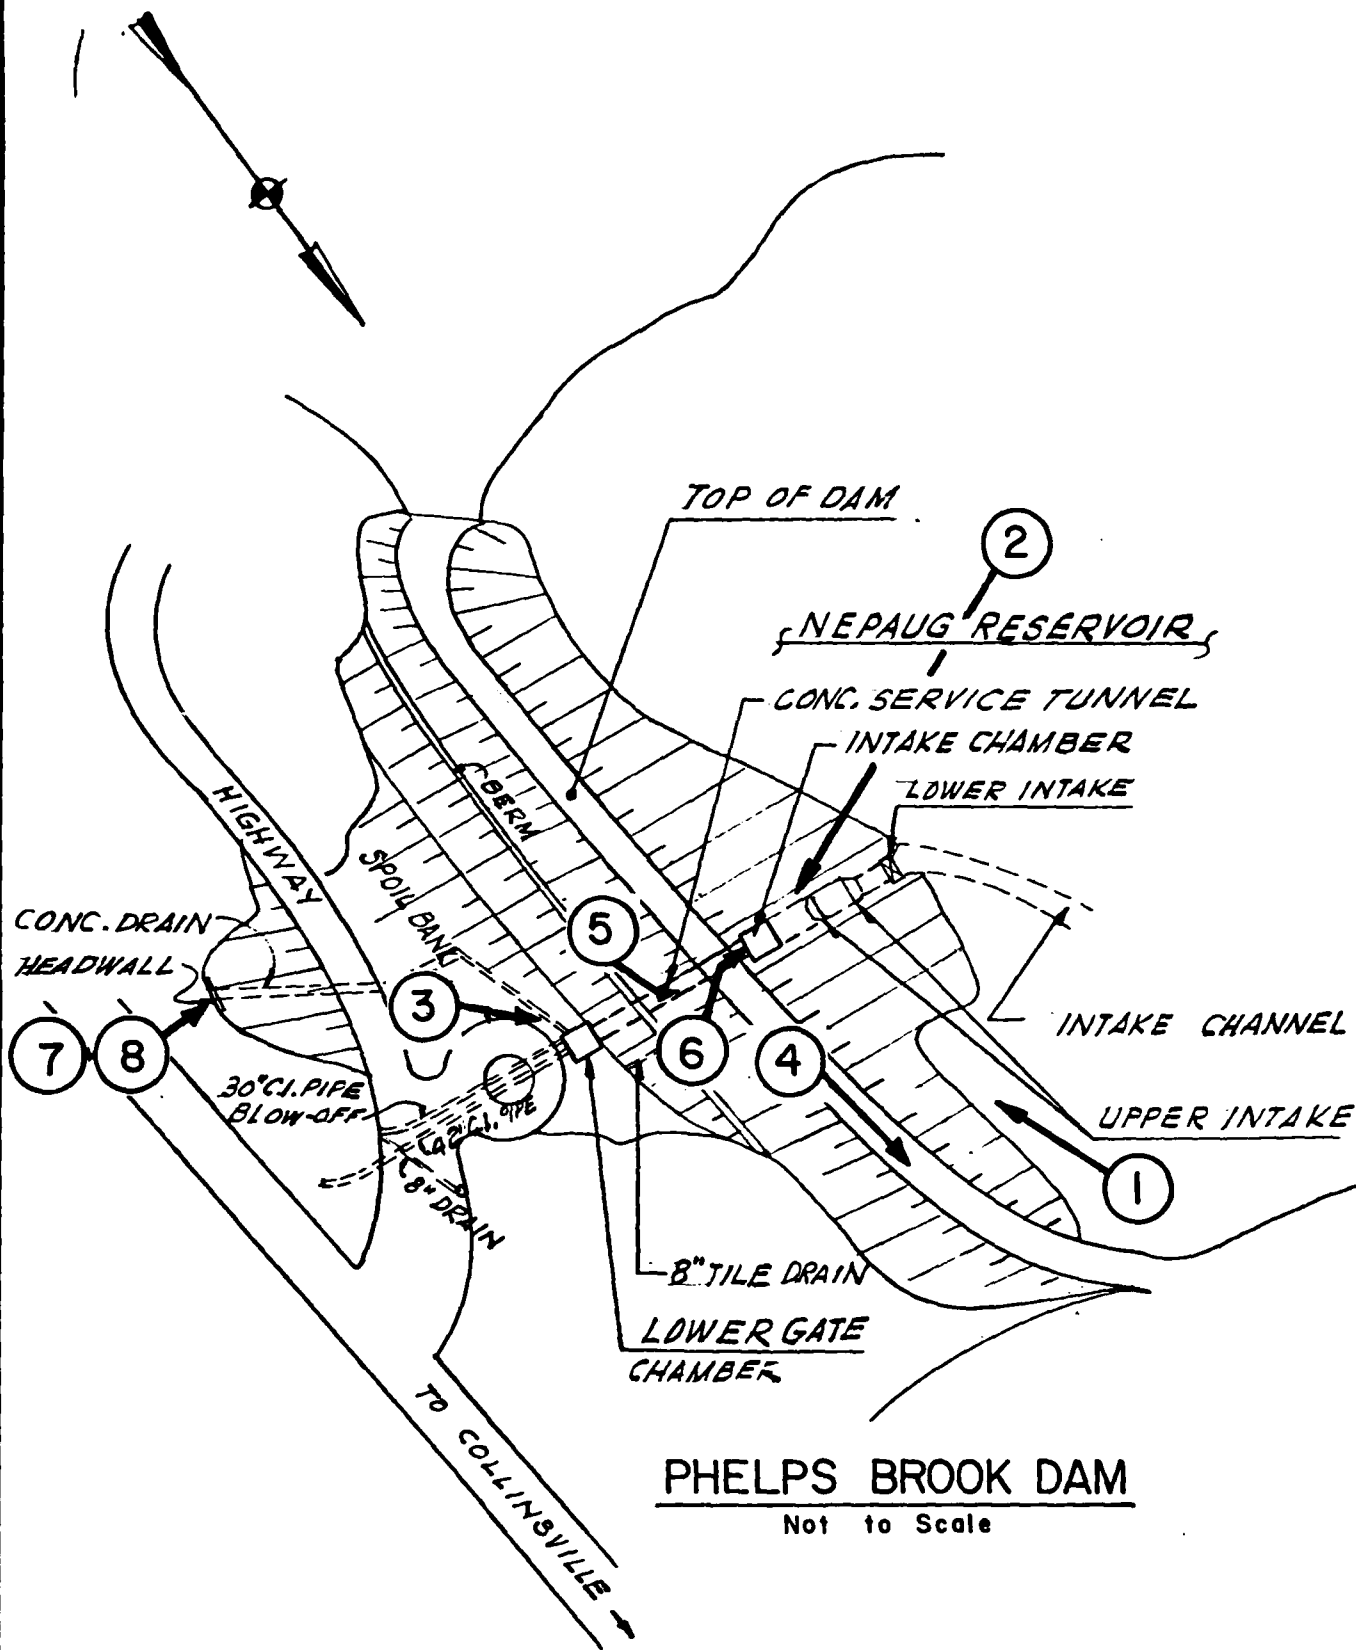 TOP OF DAM
2
NEPAUG RESERVOIR
CONC. SERVICE TUNNEL
INTAKE CHAMBER
LOWER INTAKE
HIGHWAY
BERM
SPOIL BANK
CONC. DRAIN
HEADWALL
5
3
6
4
7
8
INTAKE CHANNEL
30" C.I. PIPE
BLOW-OFF
42" C.I. PIPE
8" DRAIN
UPPER INTAKE
1
8" TILE DRAIN
LOWER GATE
CHAMBER
TO COLLINSVILLE
PHELPS BROOK DAM
Not to Scale